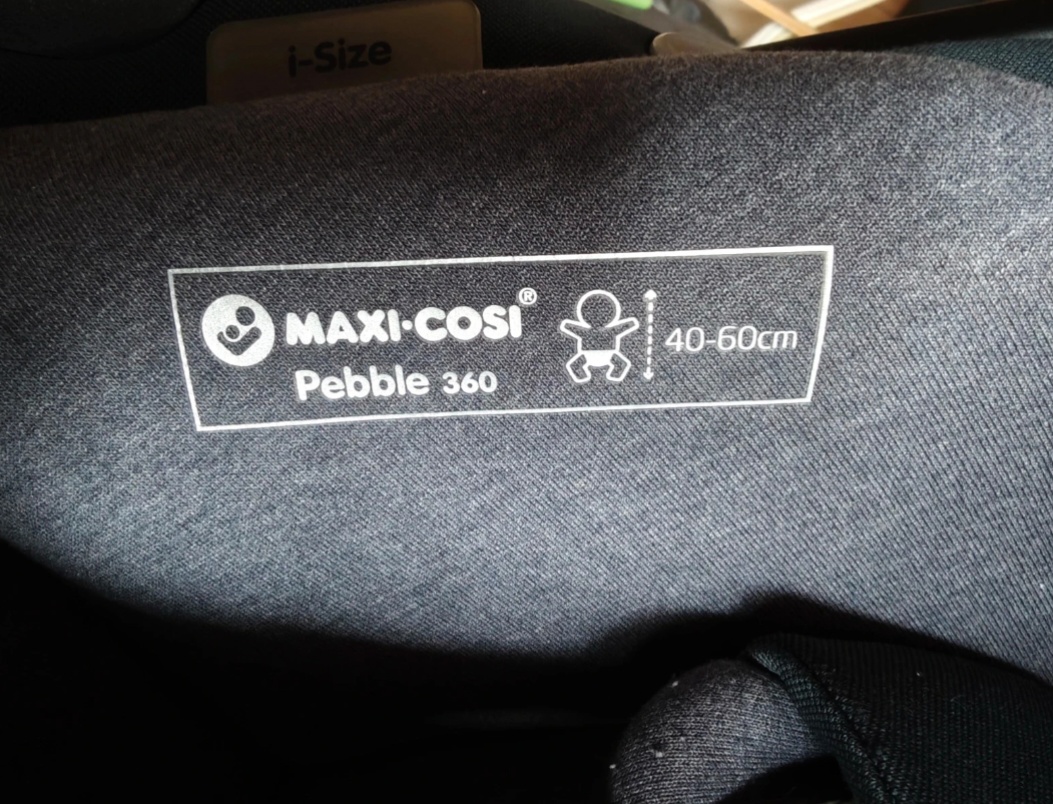 i-Size
MAXI·COSI®
Pebble 360
40-60cm